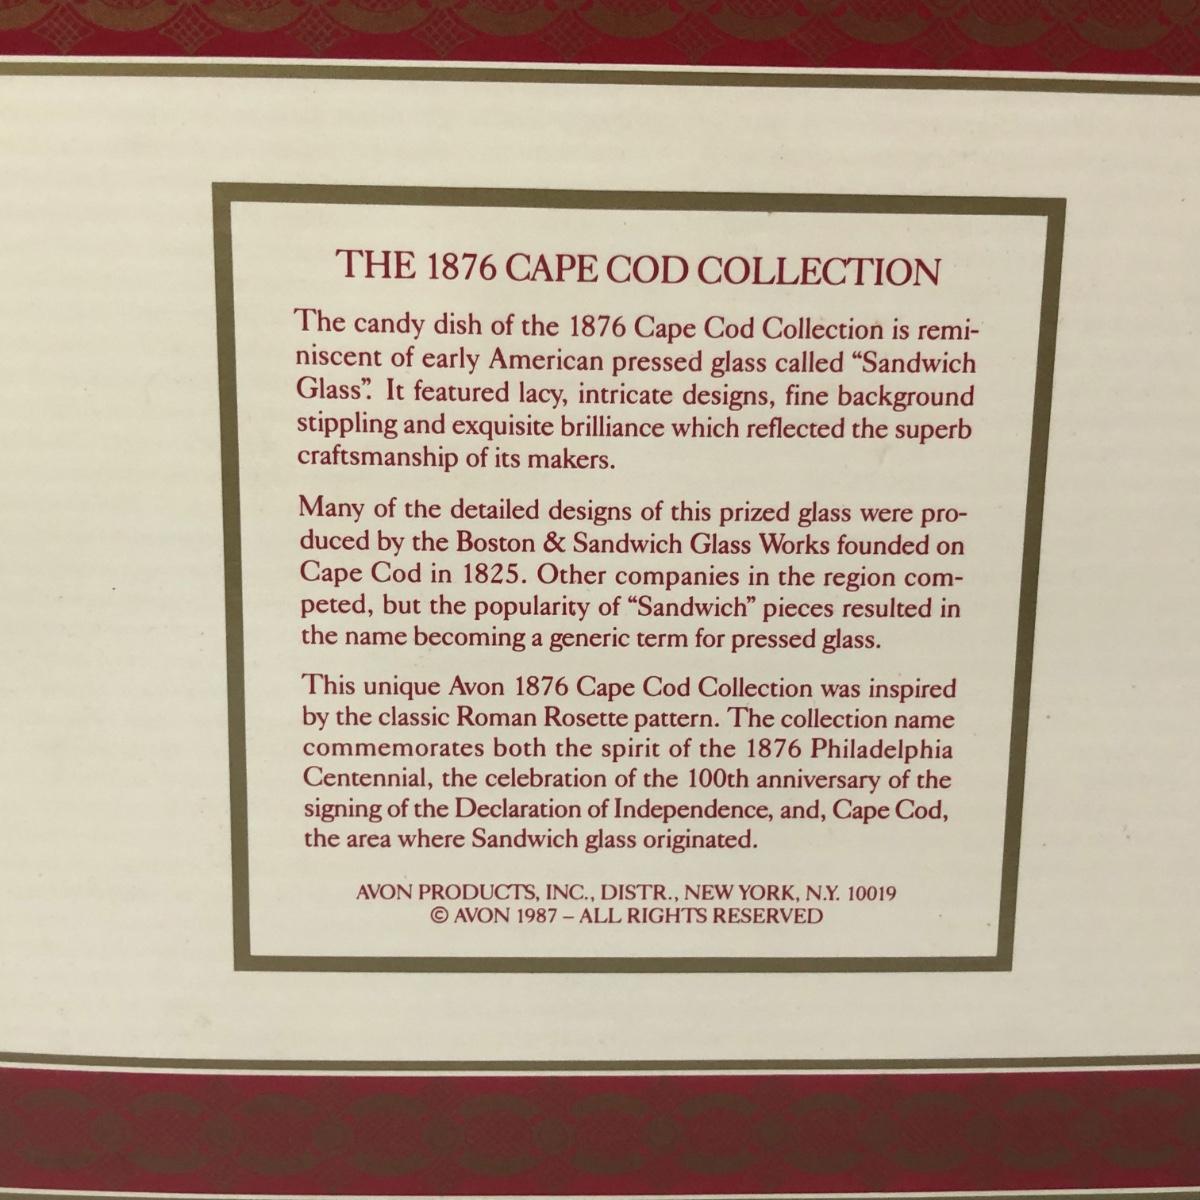 THE 1876 CAPE COD COLLECTION
The candy dish of the 1876 Cape Cod Collection is remi-
niscent of early American pressed glass called “Sandwich
Glass”. It featured lacy, intricate designs, fine background
stippling and exquisite brilliance which reflected the superb
craftsmanship of its makers.
Many of the detailed designs of this prized glass were pro-
duced by the Boston & Sandwich Glass Works founded on
Cape Cod in 1825. Other companies in the region com-
peted, but the popularity of “Sandwich” pieces resulted in
the name becoming a generic term for pressed glass.
This unique Avon 1876 Cape Cod Collection was inspired
by the classic Roman Rosette pattern. The collection name
commemorates both the spirit of the 1876 Philadelphia
Centennial, the celebration of the 100th anniversary of the
signing of the Declaration of Independence, and, Cape Cod,
the area where Sandwich glass originated.
AVON PRODUCTS, INC., DISTR., NEW YORK, N.Y. 10019
© AVON 1987 – ALL RIGHTS RESERVED